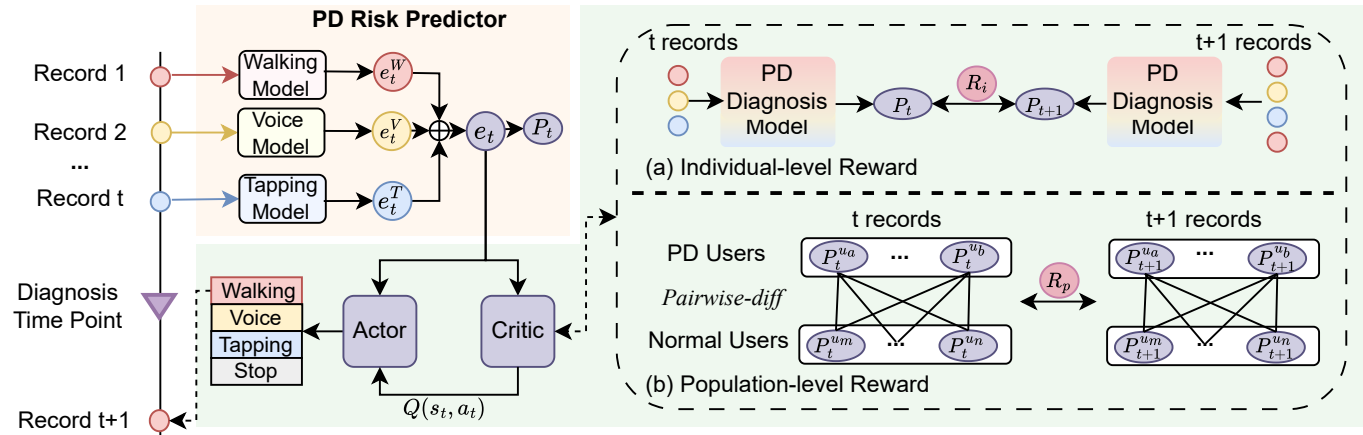 PD Risk Predictor
Record 1
Walking
Model
e_t^W
Record 2
Voice
Model
e_t^V
e_t
P_t
...
Record t
Tapping
Model
e_t^T
Diagnosis
Time Point
Walking
Voice
Tapping
Stop
Actor
Critic
Q(s_t, a_t)
Record t+1
t records
PD
Diagnosis
Model
P_t
R_i
P_{t+1}
PD
Diagnosis
Model
t+1 records
(a) Individual-level Reward
t records
t+1 records
PD Users
P_t^{u_a}
...
P_t^{u_b}
P_{t+1}^{u_a}
...
P_{t+1}^{u_b}
Pairwise-diff
R_p
Normal Users
P_t^{u_m}
...
P_t^{u_n}
P_{t+1}^{u_m}
...
P_{t+1}^{u_n}
(b) Population-level Reward